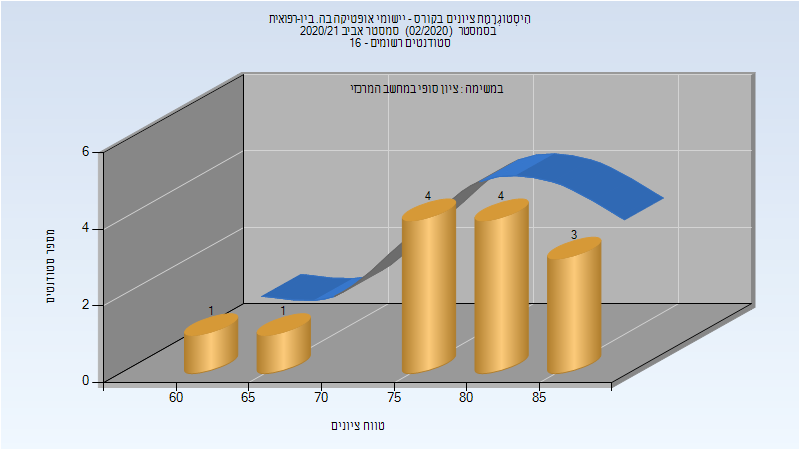 הִיסְטוֹגְרָמַת ציונים בקורס - יישומי אופטיקה בה. ביו-רפואית
בסמסטר (02/2020) סמסטר אביב 2020/21
סטודנטים רשומים - 16
במשימה : ציון סופי במחשב המרכזי
6
4
2
0
מספר סטודנטים
1
1
4
4
3
60
65
70
75
80
85
טווח ציונים